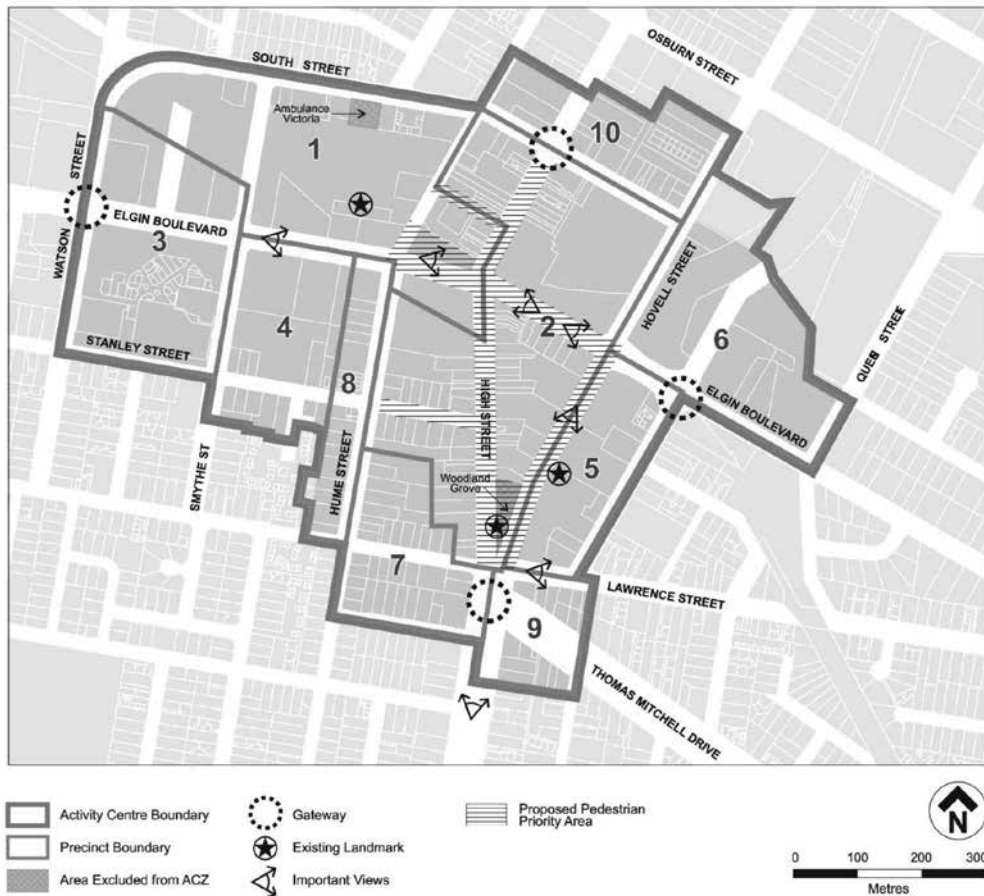 OSBURN STREET
SOUTH STREET
Ambulance
Victoria
10
1
WATSON STREET
ELGIN BOULEVARD
3
HOVELL STREET
2
6
QUEEN STREET
4
STANLEY STREET
8
HIGH STREET
ELGIN BOULEVARD
SMYTHE ST
HUME STREET
Woodland
Grove
5
7
LAWRENCE STREET
9
THOMAS MITCHELL DRIVE
Activity Centre Boundary
Gateway
Proposed Pedestrian
Priority Area
Precinct Boundary
Existing Landmark
Area Excluded from ACZ
Important Views
N
0 100 200 300
Metres